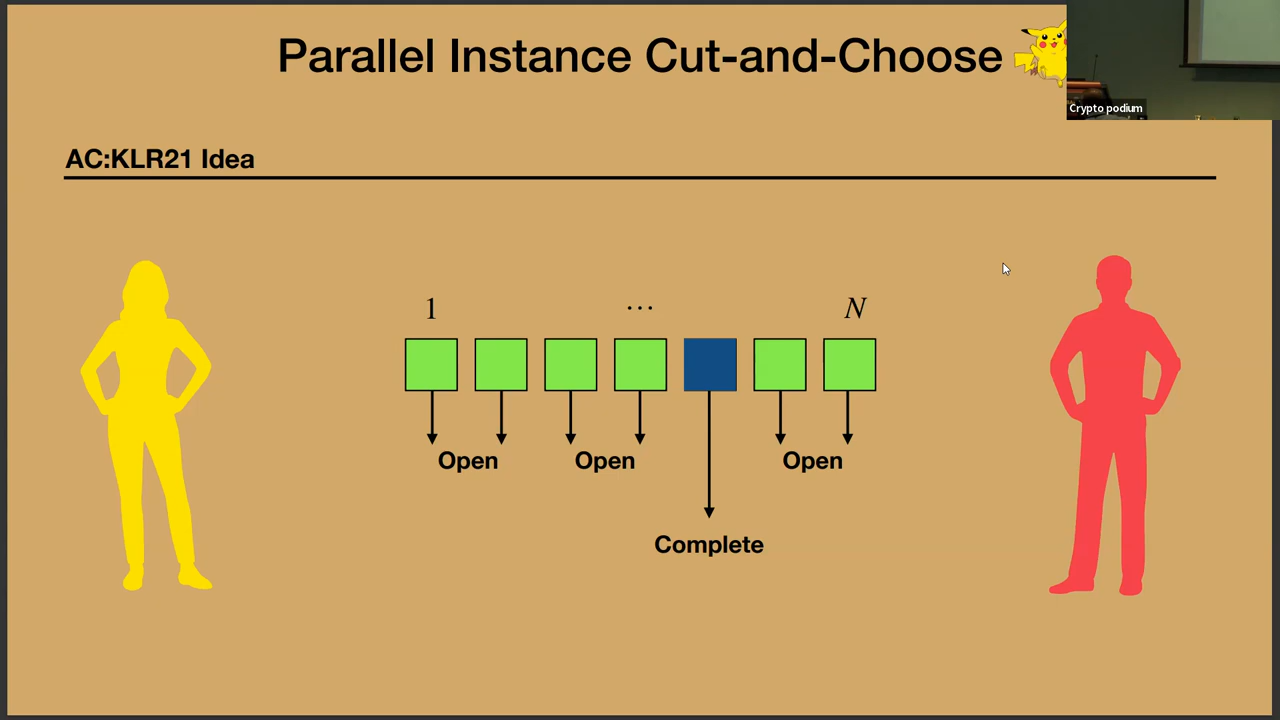 Parallel Instance Cut-and-Choose
Crypto podium
AC:KLR21 Idea
1 ... N
Open Open Open
Complete